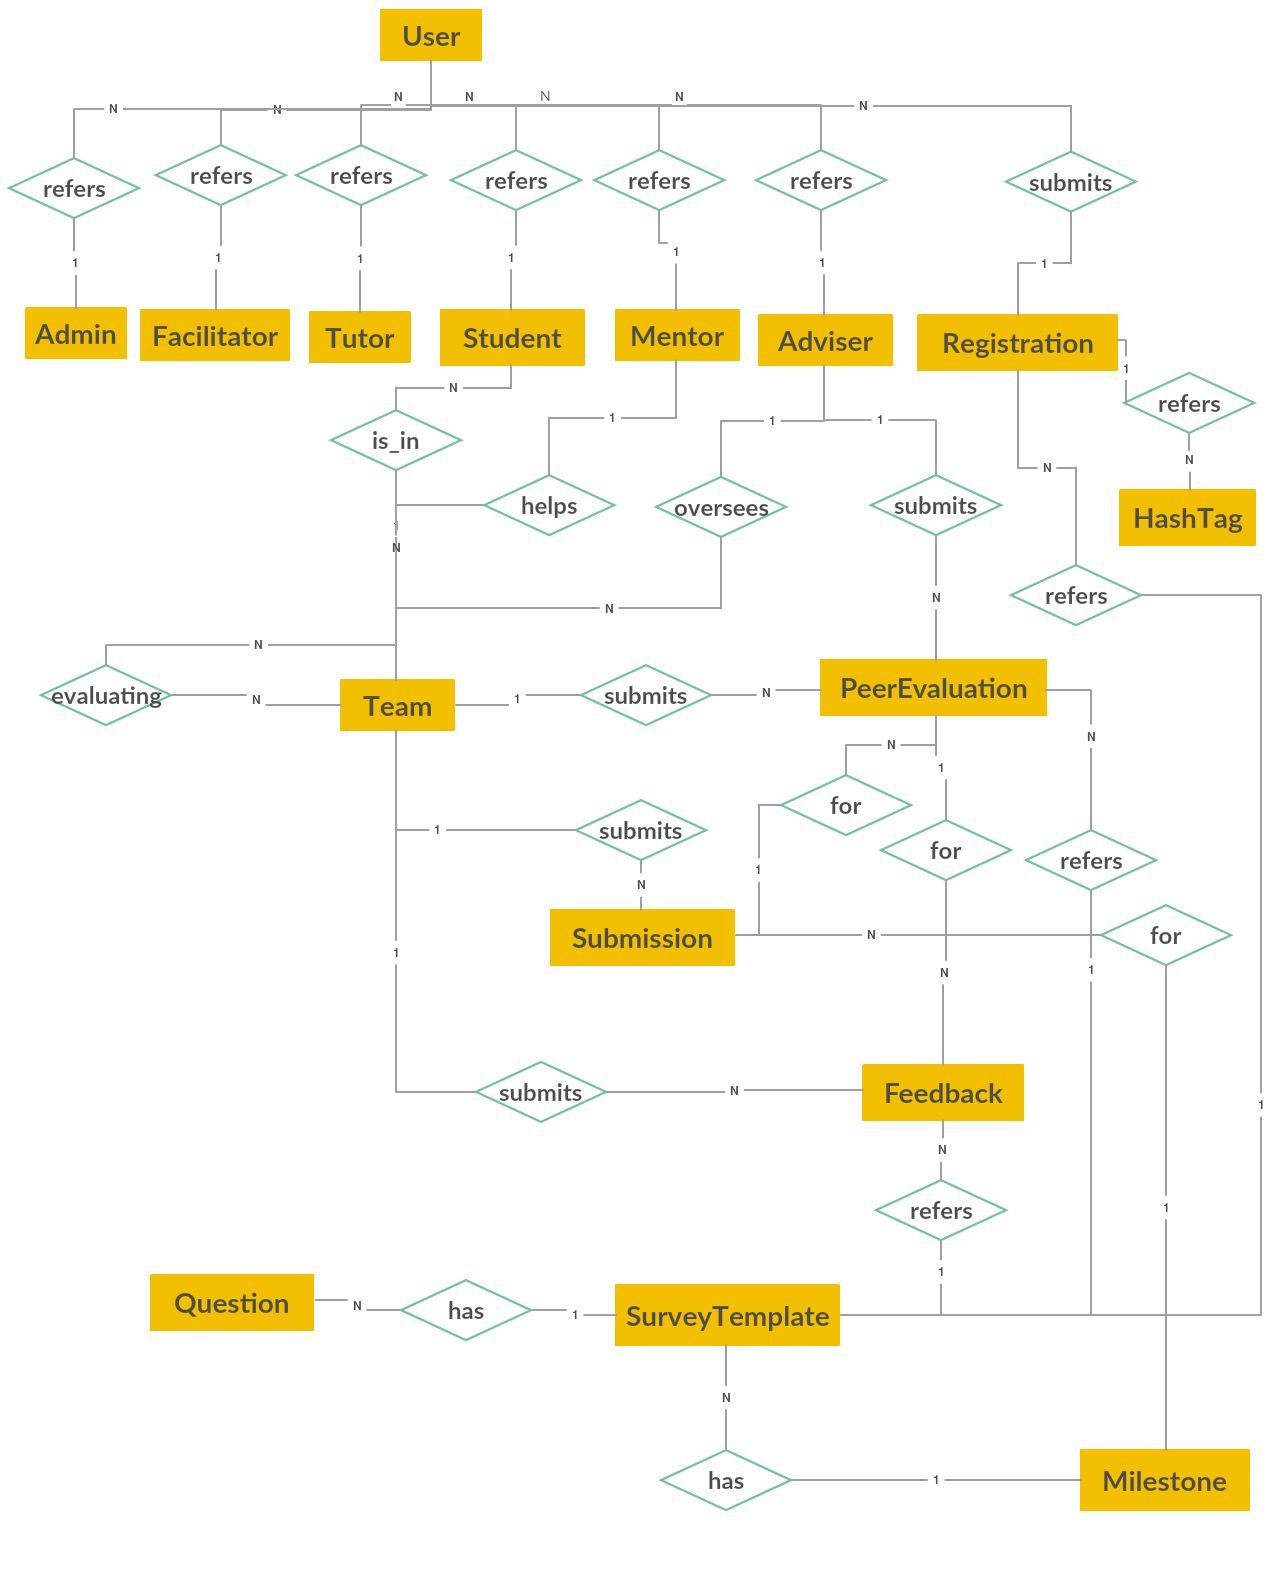 User
N
N
N
N
N
N
N
refers
refers
refers
refers
refers
refers
submits
1
1
1
1
1
1
1
Admin
Facilitator
Tutor
Student
Mentor
Adviser
Registration
1
refers
N
HashTag
N
is_in
1
helps
1
oversees
1
submits
N
refers
1
N
N
N
N
evaluating
N
Team
1
submits
N
PeerEvaluation
N
N
for
1
for
refers
1
submits
N
1
Submission
N
for
1
1
N
1
submits
N
Feedback
1
N
refers
1
1
Question
N
has
1
SurveyTemplate
N
has
1
Milestone